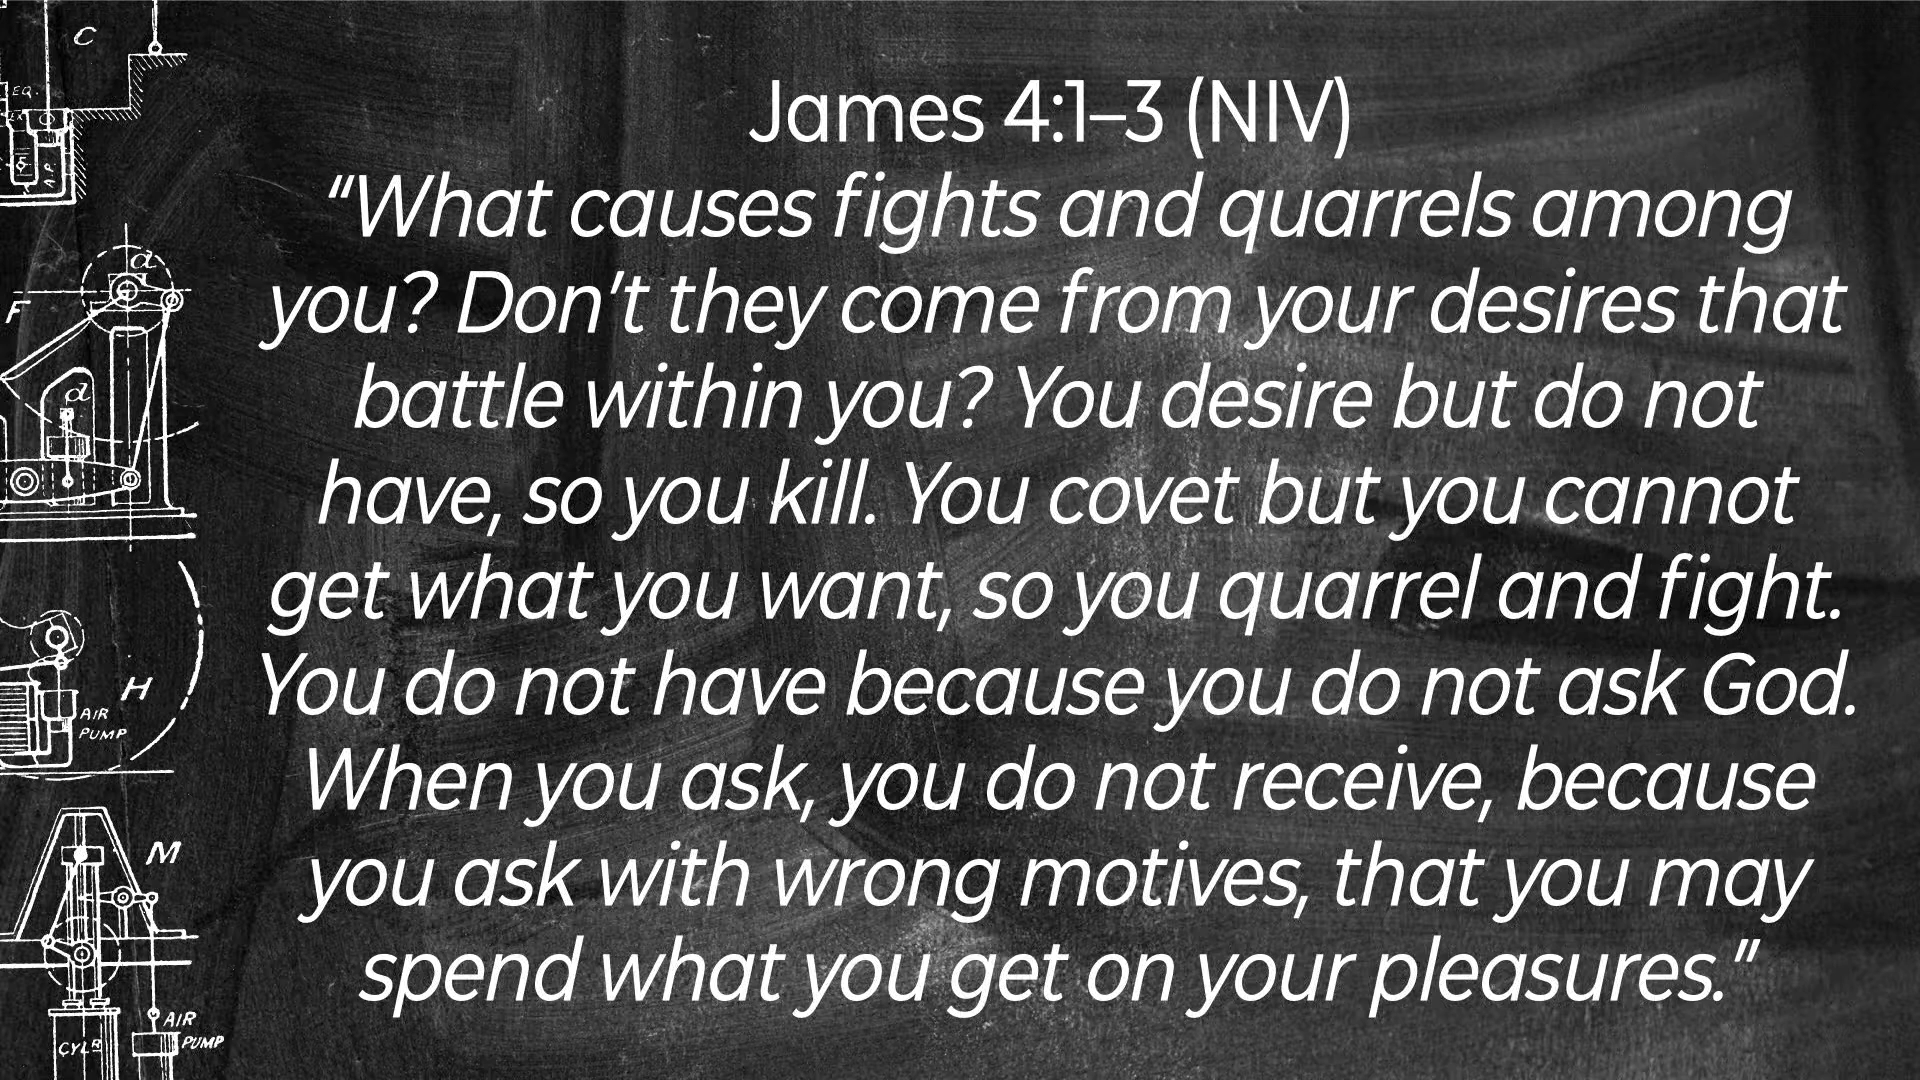 C
EQ.
James 4:1–3 (NIV)
“What causes fights and quarrels among
you? Don’t they come from your desires that
battle within you? You desire but do not
have, so you kill. You covet but you cannot
get what you want, so you quarrel and fight.
You do not have because you do not ask God.
When you ask, you do not receive, because
you ask with wrong motives, that you may
spend what you get on your pleasures.”
d
F
d
H
AIR
PUMP
M
AIR
PUMP
CYLR